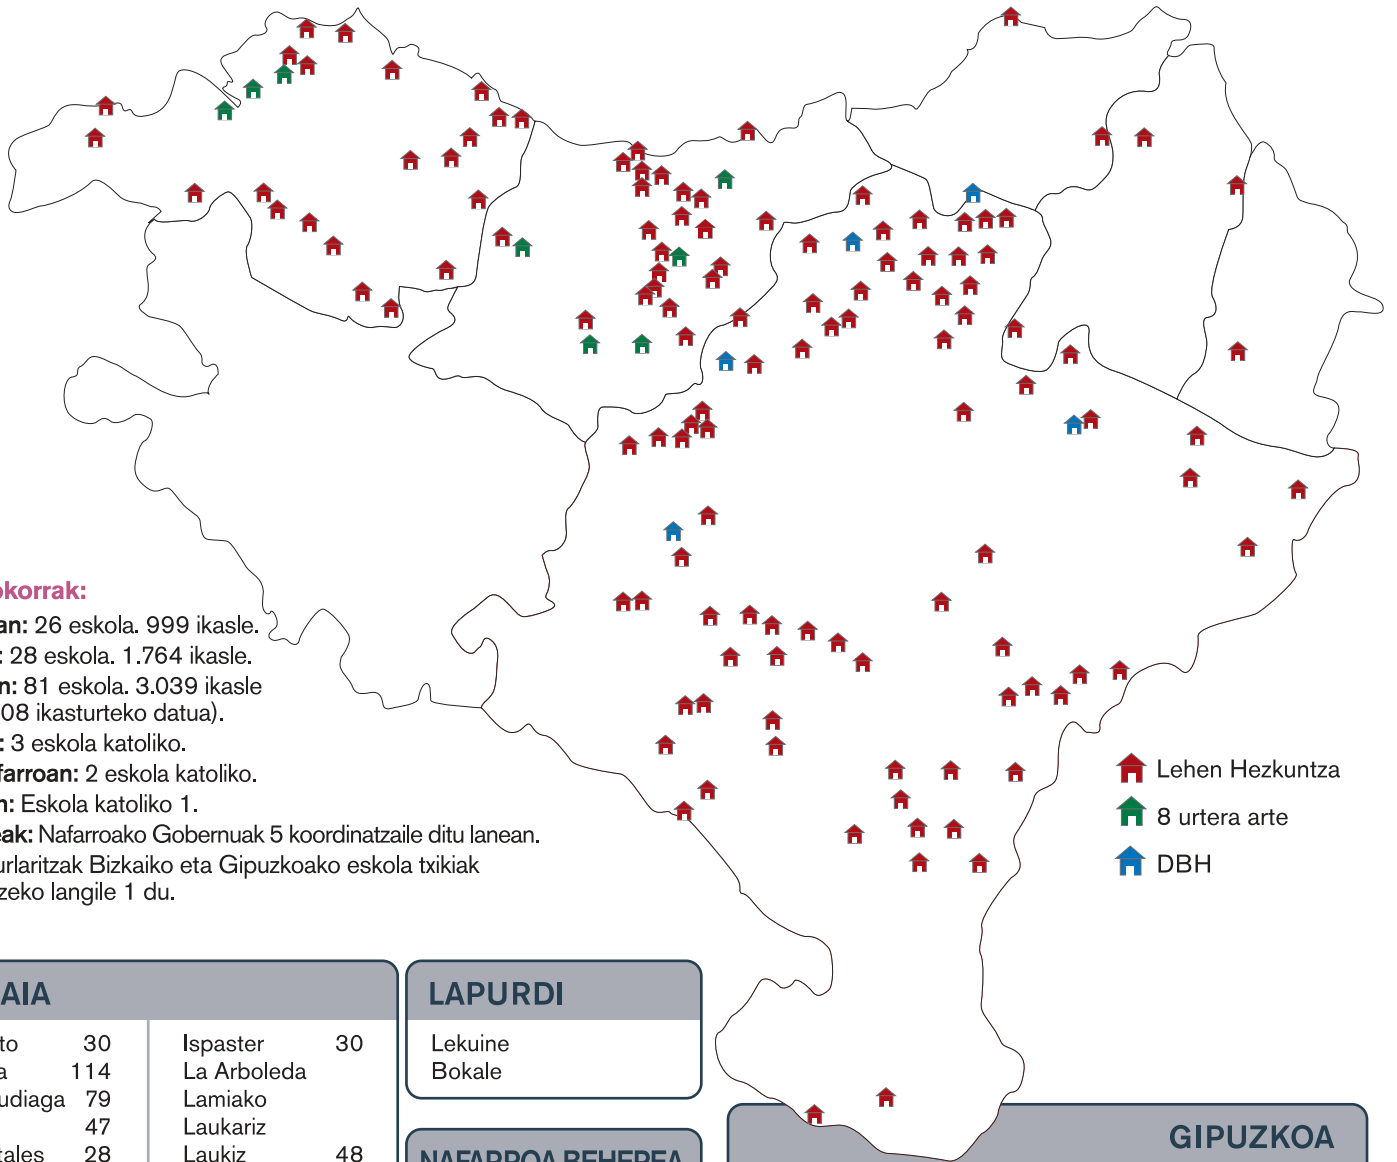 okorrak:
an: 26 eskola. 999 ikasle.
: 28 eskola. 1.764 ikasle.
n: 81 eskola. 3.039 ikasle
08 ikasturteko datua).
: 3 eskola katoliko.
farroan: 2 eskola katoliko.
n: Eskola katoliko 1.
eak: Nafarroako Gobernuak 5 koordinatzaile ditu lanean.
urlaritzak Bizkaiko eta Gipuzkoako eskola txikiak
zeko langile 1 du.
Lehen Hezkuntza
8 urtera arte
DBH
AIA
to 30
a 114
udiaga 79
47
tales 28
Ispaster 30
La Arboleda
Lamiako
Laukariz
Laukiz 48
LAPURDI
Lekuine
Bokale
NAFARROA BEHEREA
GIPUZKOA